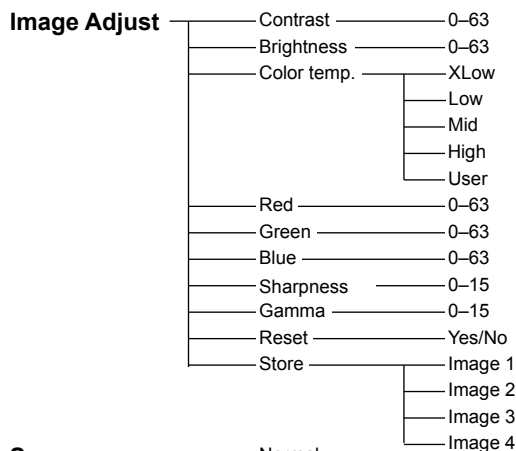 Image Adjust Contrast 0–63
Brightness 0–63
Color temp. XLow
Low
Mid
High
User
Red 0–63
Green 0–63
Blue 0–63
Sharpness 0–15
Gamma 0–15
Reset Yes/No
Store Image 1
Image 2
Image 3
Image 4